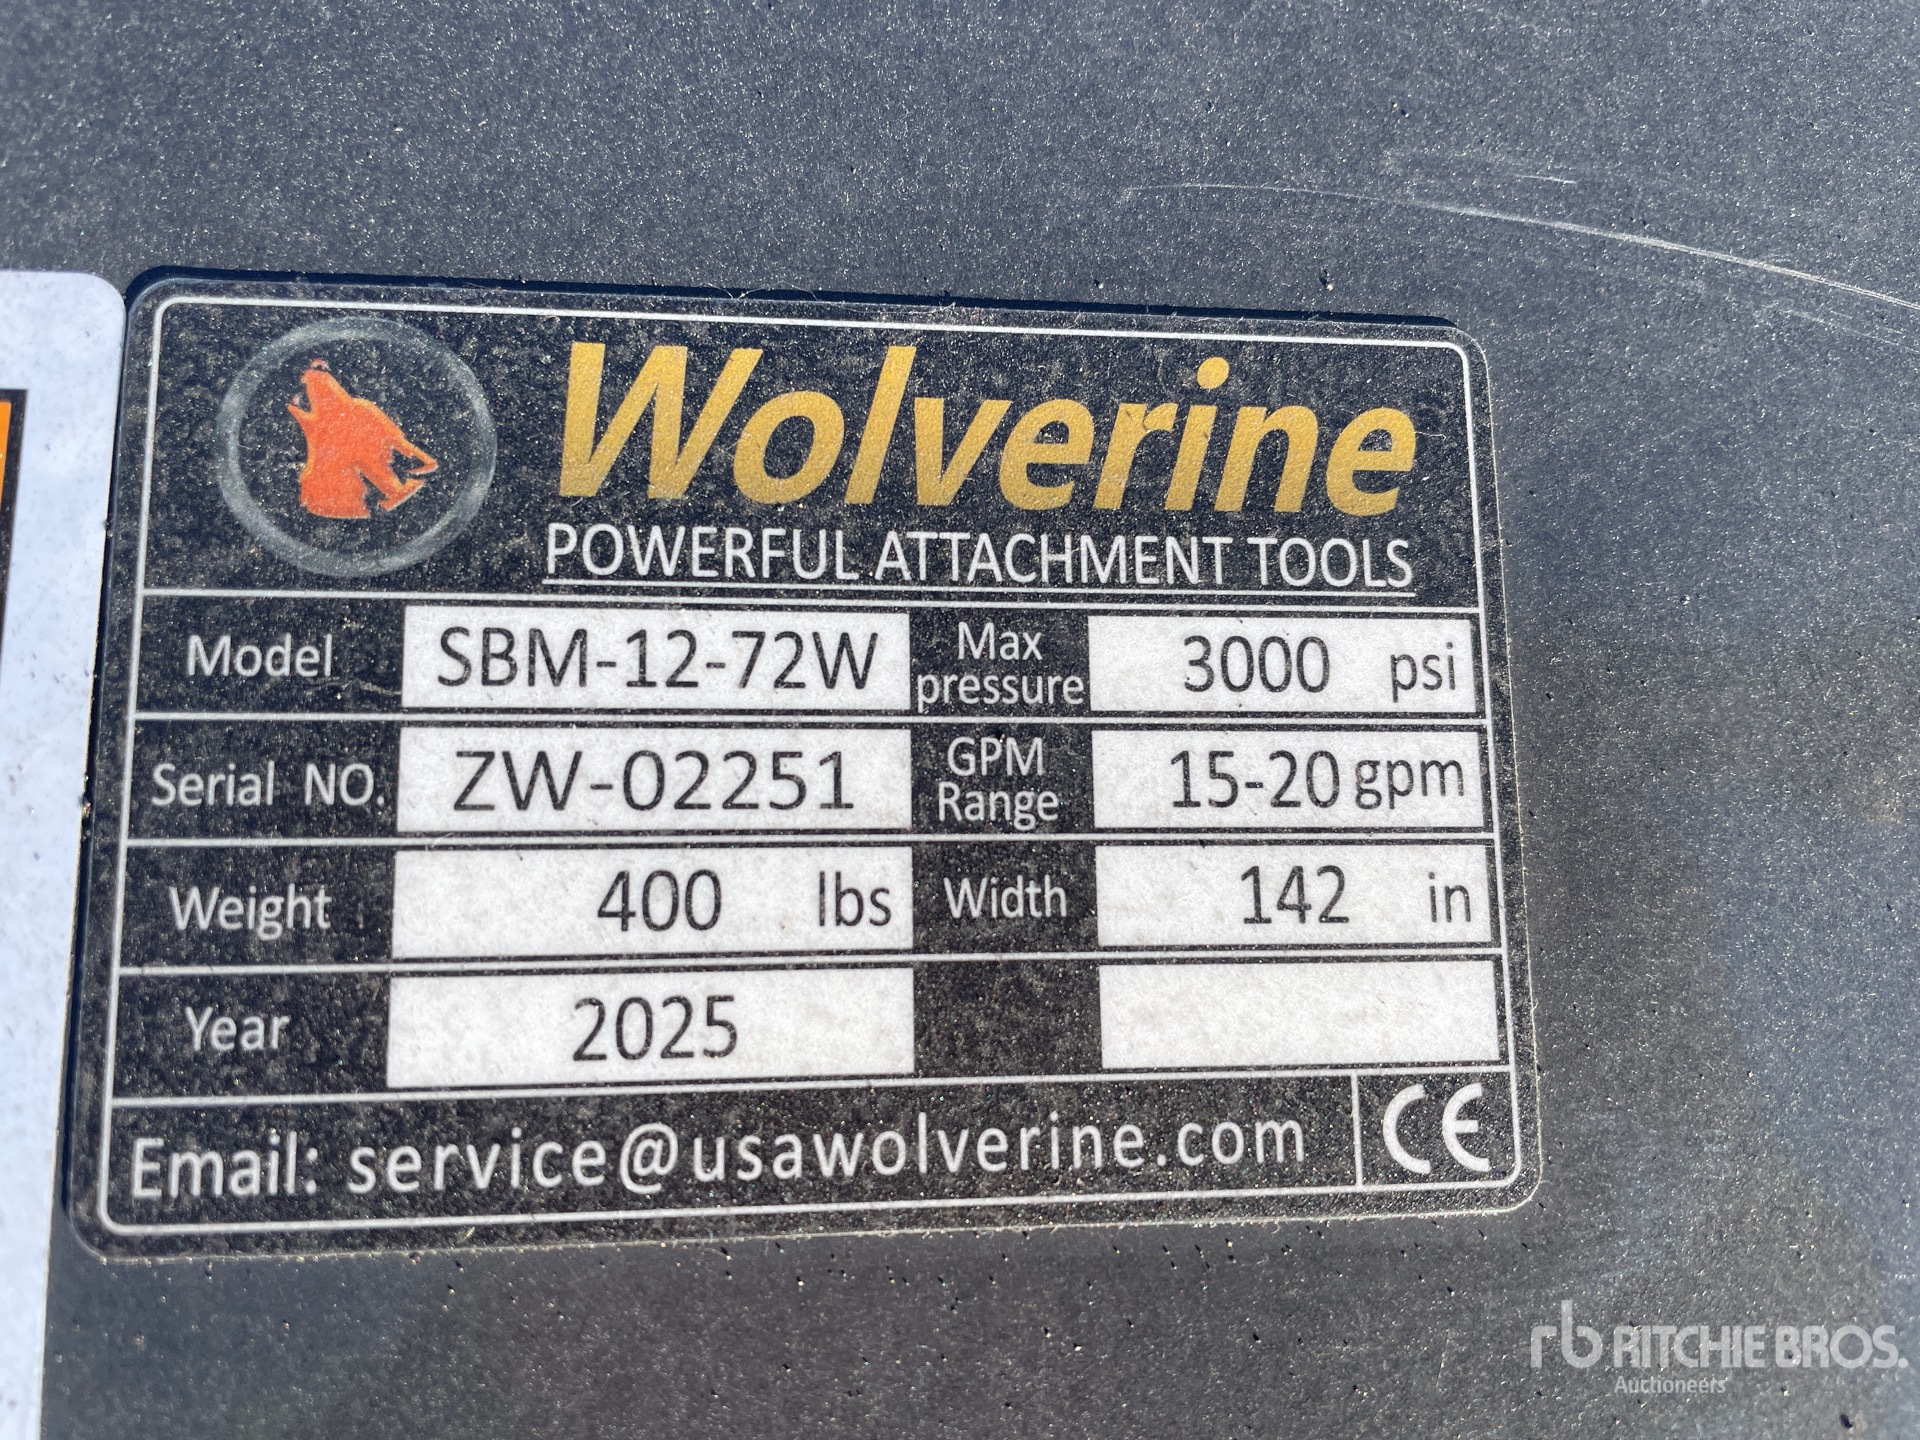 Wolverine
POWERFUL ATTACHMENT TOOLS
Model SBM-12-72W Max pressure 3000 psi
Serial NO. ZW-02251 GPM Range 15-20 gpm
Weight 400 lbs Width 142 in
Year 2025
Email: service@usawolverine.com CE
rb RITCHIE BROS.
Auctioneers